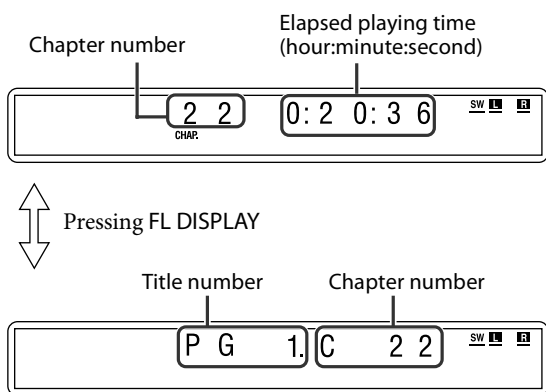 Chapter number
Elapsed playing time
(hour:minute:second)
2 2 0:2 0:3 6 SW L R
CHAP.
Pressing FL DISPLAY
Title number Chapter number
P G 1. C 2 2 SW L R